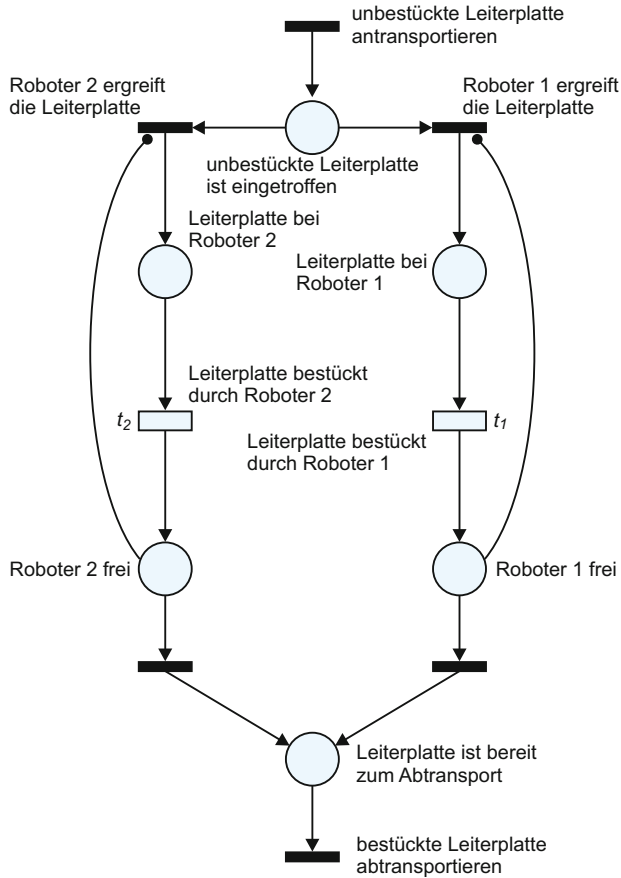 unbestückte Leiterplatte
antransportieren
Roboter 2 ergreift
die Leiterplatte
Roboter 1 ergreift
die Leiterplatte
unbestückte Leiterplatte
ist eingetroffen
Leiterplatte bei
Roboter 2
Leiterplatte bei
Roboter 1
Leiterplatte bestückt
durch Roboter 2
t2
t1
Leiterplatte bestückt
durch Roboter 1
Roboter 2 frei
Roboter 1 frei
Leiterplatte ist bereit
zum Abtransport
bestückte Leiterplatte
abtransportieren